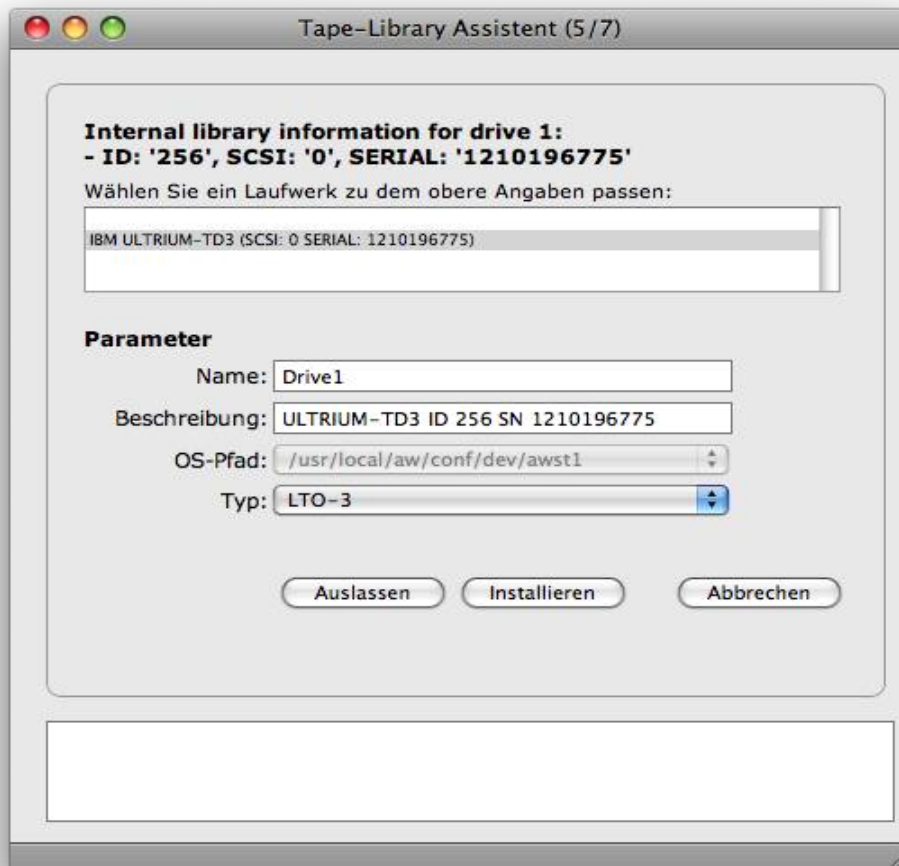 Tape-Library Assistent (5/7)
Internal library information for drive 1:
- ID: '256', SCSI: '0', SERIAL: '1210196775'
Wählen Sie ein Laufwerk zu dem obere Angaben passen:
IBM ULTRIUM-TD3 (SCSI: 0 SERIAL: 1210196775)
Parameter
Name: Drive1
Beschreibung: ULTRIUM-TD3 ID 256 SN 1210196775
OS-Pfad: /usr/local/aw/conf/dev/awst1
Typ: LTO-3
Auslassen Installieren Abbrechen